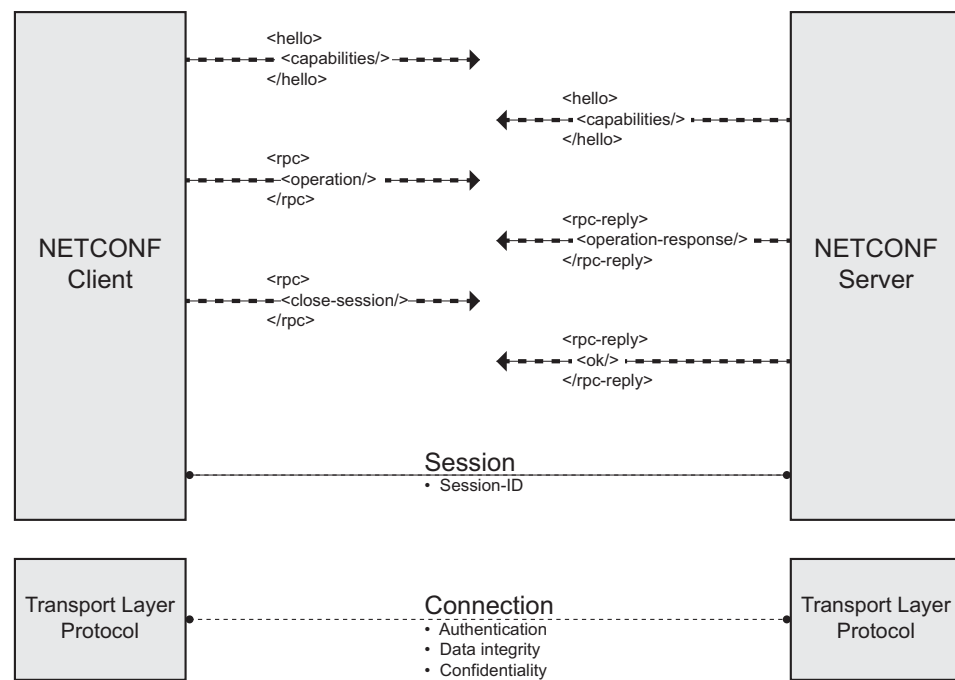 <hello>
<capabilities/>
</hello>
<hello>
<capabilities/>
</hello>
<rpc>
<operation/>
</rpc>
<rpc-reply>
<operation-response/>
</rpc-reply>
NETCONF
Client
NETCONF
Server
<rpc>
<close-session/>
</rpc>
<rpc-reply>
<ok/>
</rpc-reply>
Session
• Session-ID
Transport Layer
Protocol
Connection
• Authentication
• Data integrity
• Confidentiality
Transport Layer
Protocol